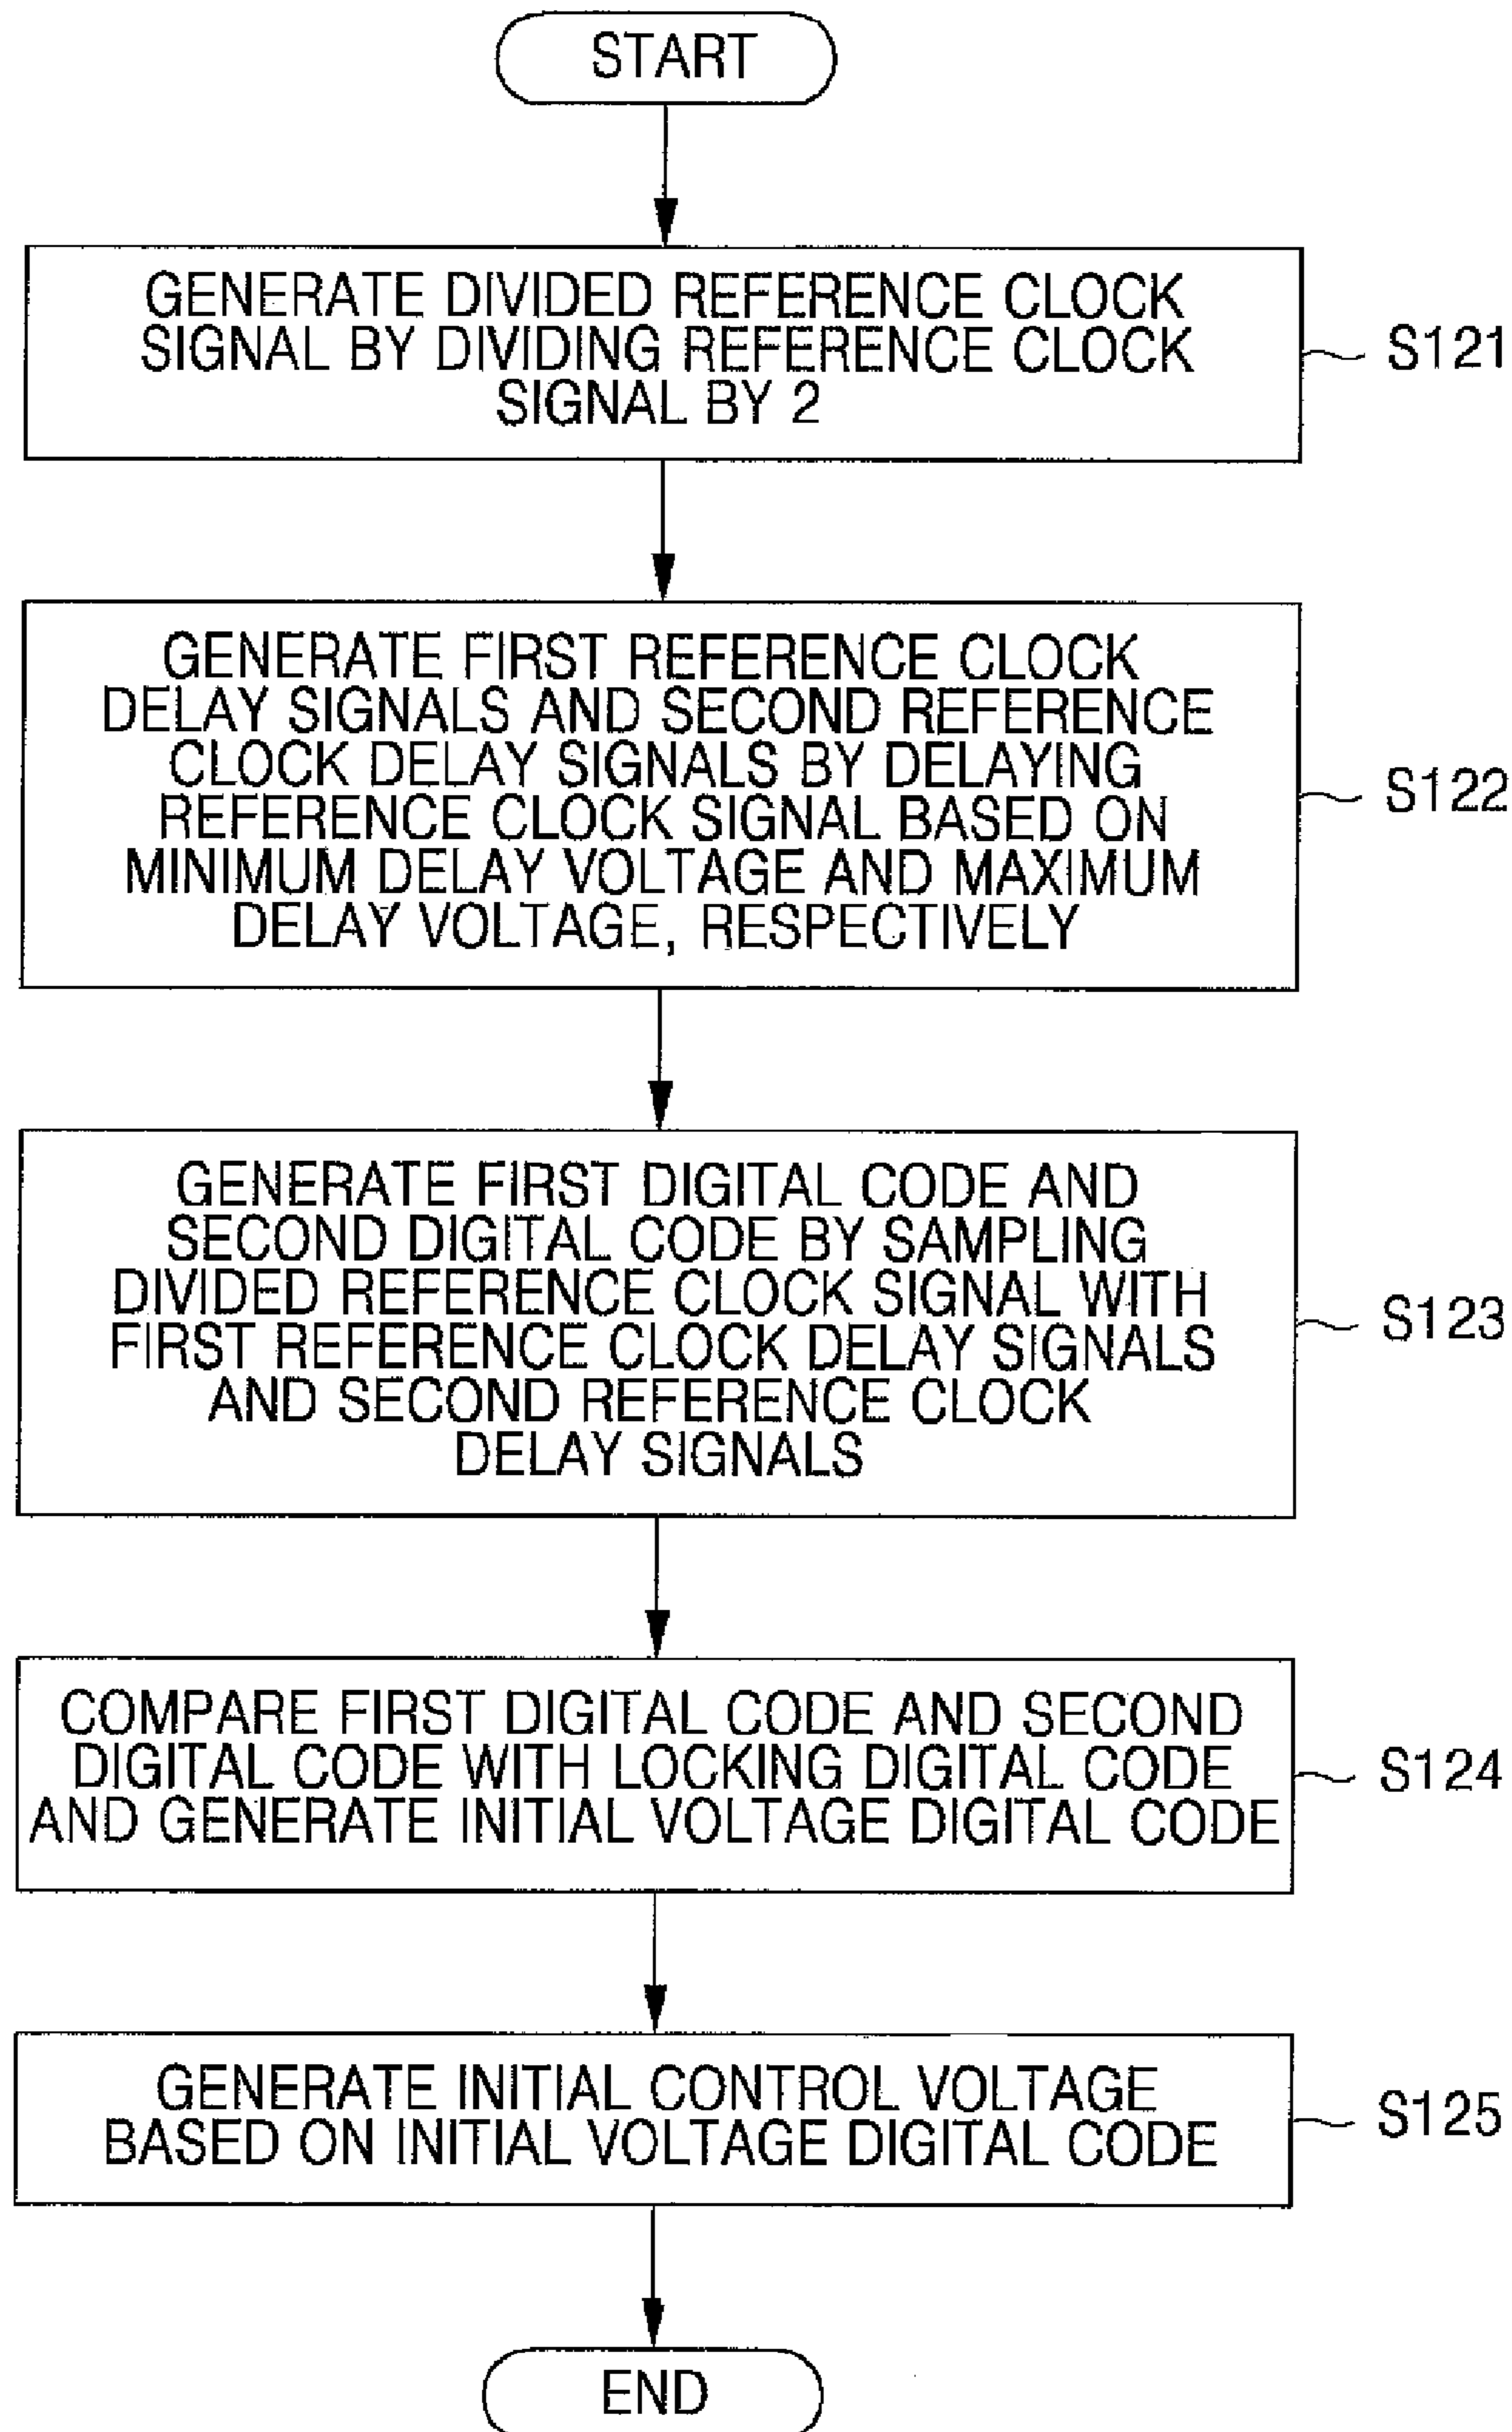 START
GENERATE DIVIDED REFERENCE CLOCK
SIGNAL BY DIVIDING REFERENCE CLOCK
SIGNAL BY 2
S121
GENERATE FIRST REFERENCE CLOCK
DELAY SIGNALS AND SECOND REFERENCE
CLOCK DELAY SIGNALS BY DELAYING
REFERENCE CLOCK SIGNAL BASED ON
MINIMUM DELAY VOLTAGE AND MAXIMUM
DELAY VOLTAGE, RESPECTIVELY
S122
GENERATE FIRST DIGITAL CODE AND
SECOND DIGITAL CODE BY SAMPLING
DIVIDED REFERENCE CLOCK SIGNAL WITH
FIRST REFERENCE CLOCK DELAY SIGNALS
AND SECOND REFERENCE CLOCK
DELAY SIGNALS
S123
COMPARE FIRST DIGITAL CODE AND SECOND
DIGITAL CODE WITH LOCKING DIGITAL CODE
AND GENERATE INITIAL VOLTAGE DIGITAL CODE
S124
GENERATE INITIAL CONTROL VOLTAGE
BASED ON INITIAL VOLTAGE DIGITAL CODE
S125
END